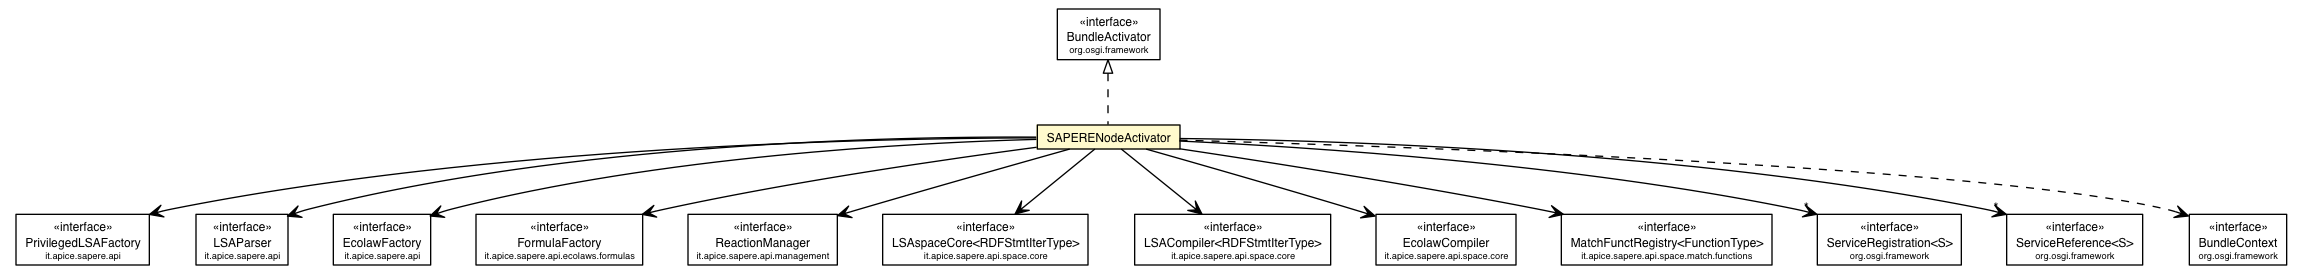 «interface»
BundleActivator
org.osgi.framework
SAPERENodeActivator
«interface»
PrivilegedLSAFactory
it.apice.sapere.api
«interface»
LSAParser
it.apice.sapere.api
«interface»
EcolawFactory
it.apice.sapere.api
«interface»
FormulaFactory
it.apice.sapere.api.ecolaws.formulas
«interface»
ReactionManager
it.apice.sapere.api.management
«interface»
LSAspaceCore<RDFStmtIterType>
it.apice.sapere.api.space.core
«interface»
LSACompiler<RDFStmtIterType>
it.apice.sapere.api.space.core
«interface»
EcolawCompiler
it.apice.sapere.api.space.core
«interface»
MatchFunctRegistry<FunctionType>
it.apice.sapere.api.space.match.functions
*
«interface»
ServiceRegistration<S>
org.osgi.framework
*
«interface»
ServiceReference<S>
org.osgi.framework
«interface»
BundleContext
org.osgi.framework